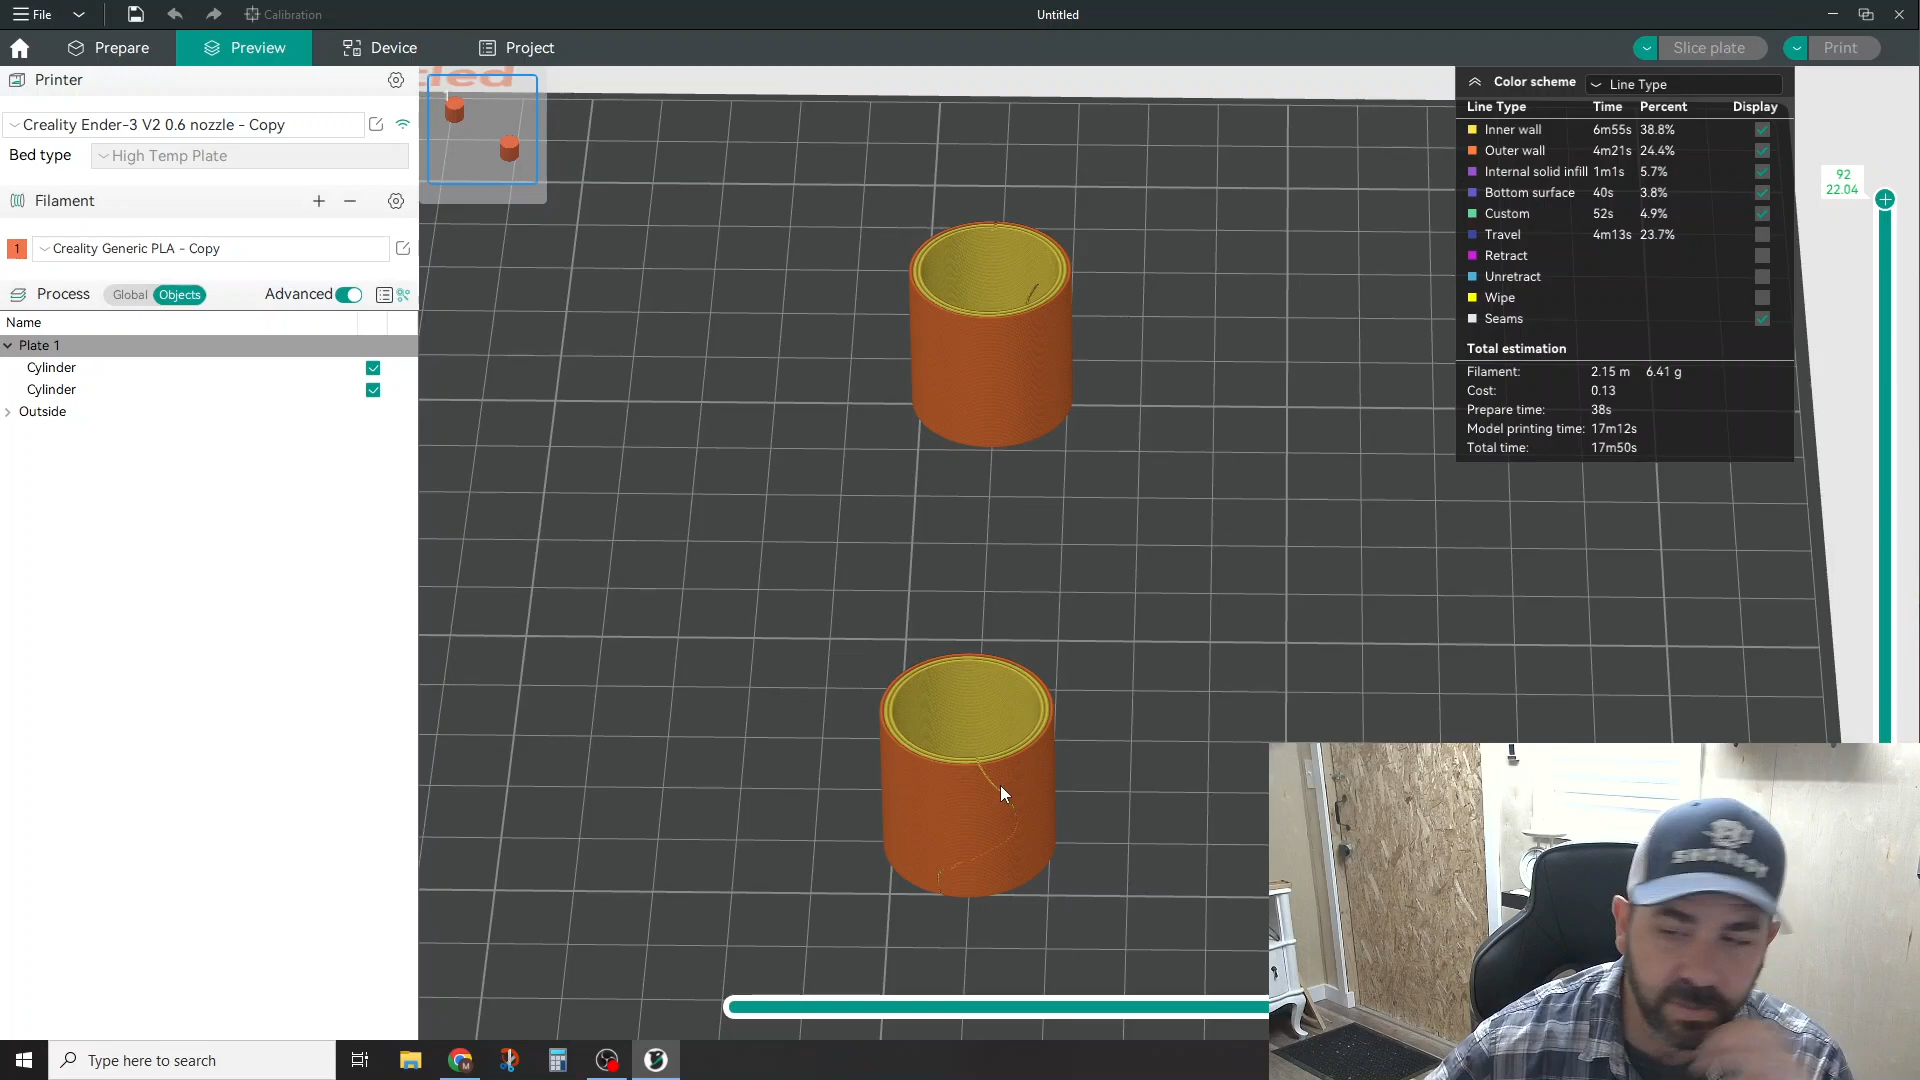 File
Calibration
Untitled
Prepare
Preview
Device
Project
Slice plate
Print
Printer
Creality Ender-3 V2 0.6 nozzle - Copy
Bed type
High Temp Plate
Filament
1
Creality Generic PLA - Copy
Process
Global
Objects
Advanced
Name
Plate 1
Cylinder
Cylinder
Outside
Color scheme
Line Type
Line Type Time Percent Display
Inner wall 6m55s 38.8%
Outer wall 4m21s 24.4%
Internal solid infill 1m1s 5.7%
Bottom surface 40s 3.8%
Custom 52s 4.9%
Travel 4m13s 23.7%
Retract
Unretract
Wipe
Seams
Total estimation
Filament: 2.15 m 6.41 g
Cost: 0.13
Prepare time: 38s
Model printing time: 17m12s
Total time: 17m50s
92
22.04
Type here to search